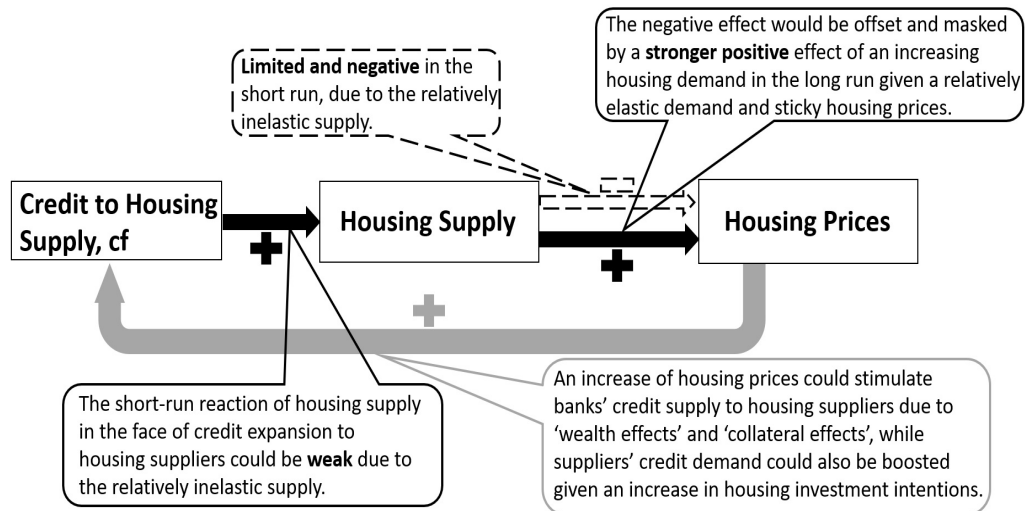 The negative effect would be offset and masked
by a stronger positive effect of an increasing
housing demand in the long run given a relatively
elastic demand and sticky housing prices.
Limited and negative in the
short run, due to the relatively
inelastic supply.
Credit to Housing
Supply, cf
Housing Supply
Housing Prices
The short-run reaction of housing supply
in the face of credit expansion to
housing suppliers could be weak due to
the relatively inelastic supply.
An increase of housing prices could stimulate
banks’ credit supply to housing suppliers due to
‘wealth effects’ and ‘collateral effects’, while
suppliers’ credit demand could also be boosted
given an increase in housing investment intentions.